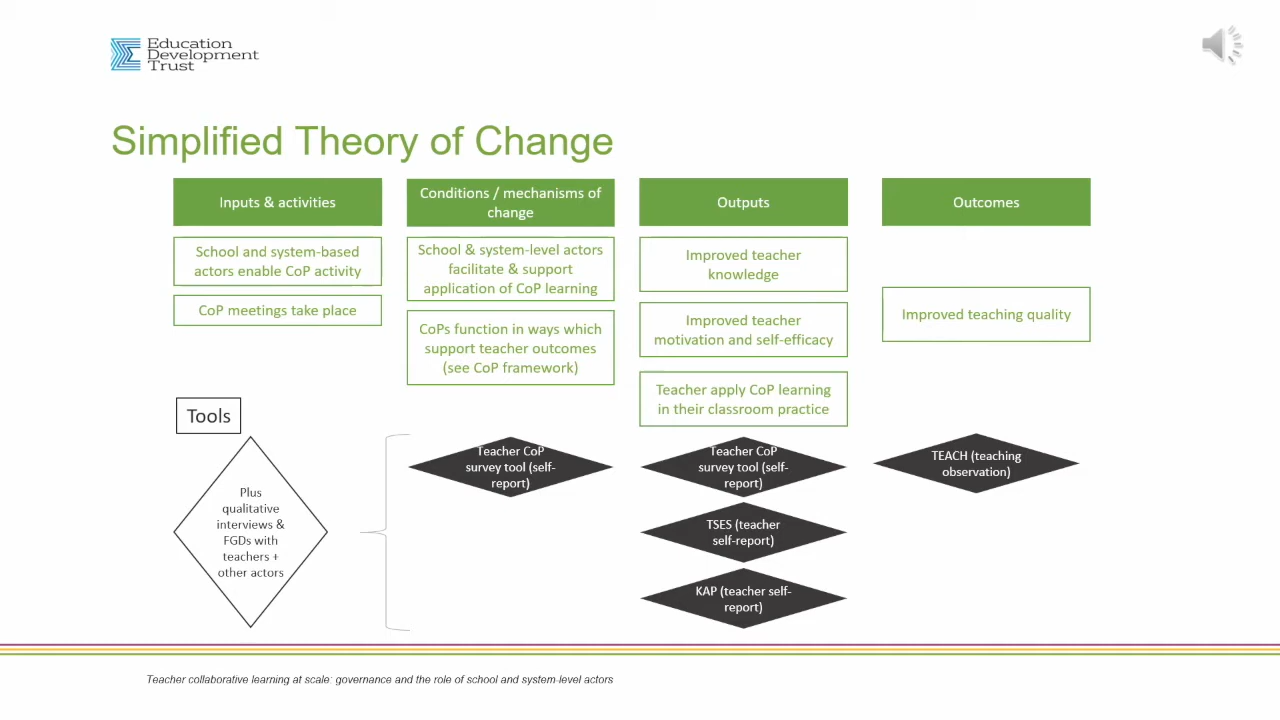 Education
Development
Trust
Simplified Theory of Change
Inputs & activities
School and system-based
actors enable CoP activity
CoP meetings take place
Conditions / mechanisms of
change
School & system-level actors
facilitate & support
application of CoP learning
CoPs function in ways which
support teacher outcomes
(see CoP framework)
Outputs
Improved teacher
knowledge
Improved teacher
motivation and self-efficacy
Teacher apply CoP learning
in their classroom practice
Outcomes
Improved teaching quality
Tools
Plus
qualitative
interviews &
FGDs with
teachers +
other actors
Teacher CoP
survey tool (self-
report)
Teacher CoP
survey tool (self-
report)
TSES (teacher
self-report)
KAP (teacher self-
report)
TEACH (teaching
observation)
Teacher collaborative learning at scale: governance and the role of school and system-level actors